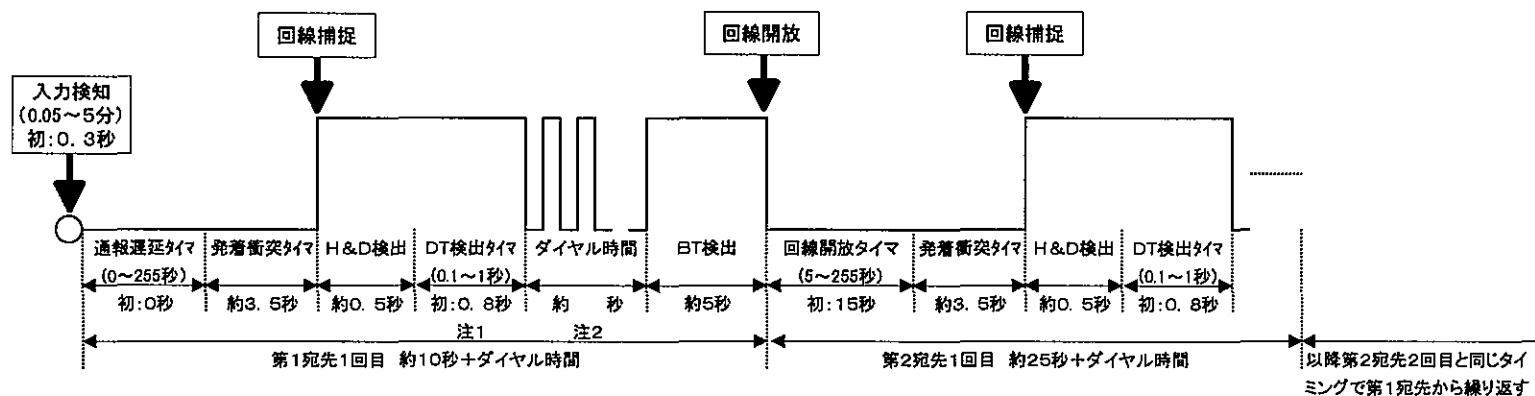 回線捕捉
回線開放
回線捕捉
入力検知
(0.05～5分)
初:0.3秒
通報遅延タイマ
発着衝突タイマ
H&D検出
DT検出タイマ
ダイヤル時間
BT検出
回線開放タイマ
発着衝突タイマ
H&D検出
DT検出タイマ
(0～255秒)
(0.1～1秒)
(5～255秒)
(0.1～1秒)
初:0秒
約3.5秒
約0.5秒
初:0.8秒
約 秒
約5秒
初:15秒
約3.5秒
約0.5秒
初:0.8秒
注1
注2
第1宛先1回目 約10秒+ダイヤル時間
第2宛先1回目 約25秒+ダイヤル時間
以降第2宛先2回目と同じタイ
ミングで第1宛先から繰り返す